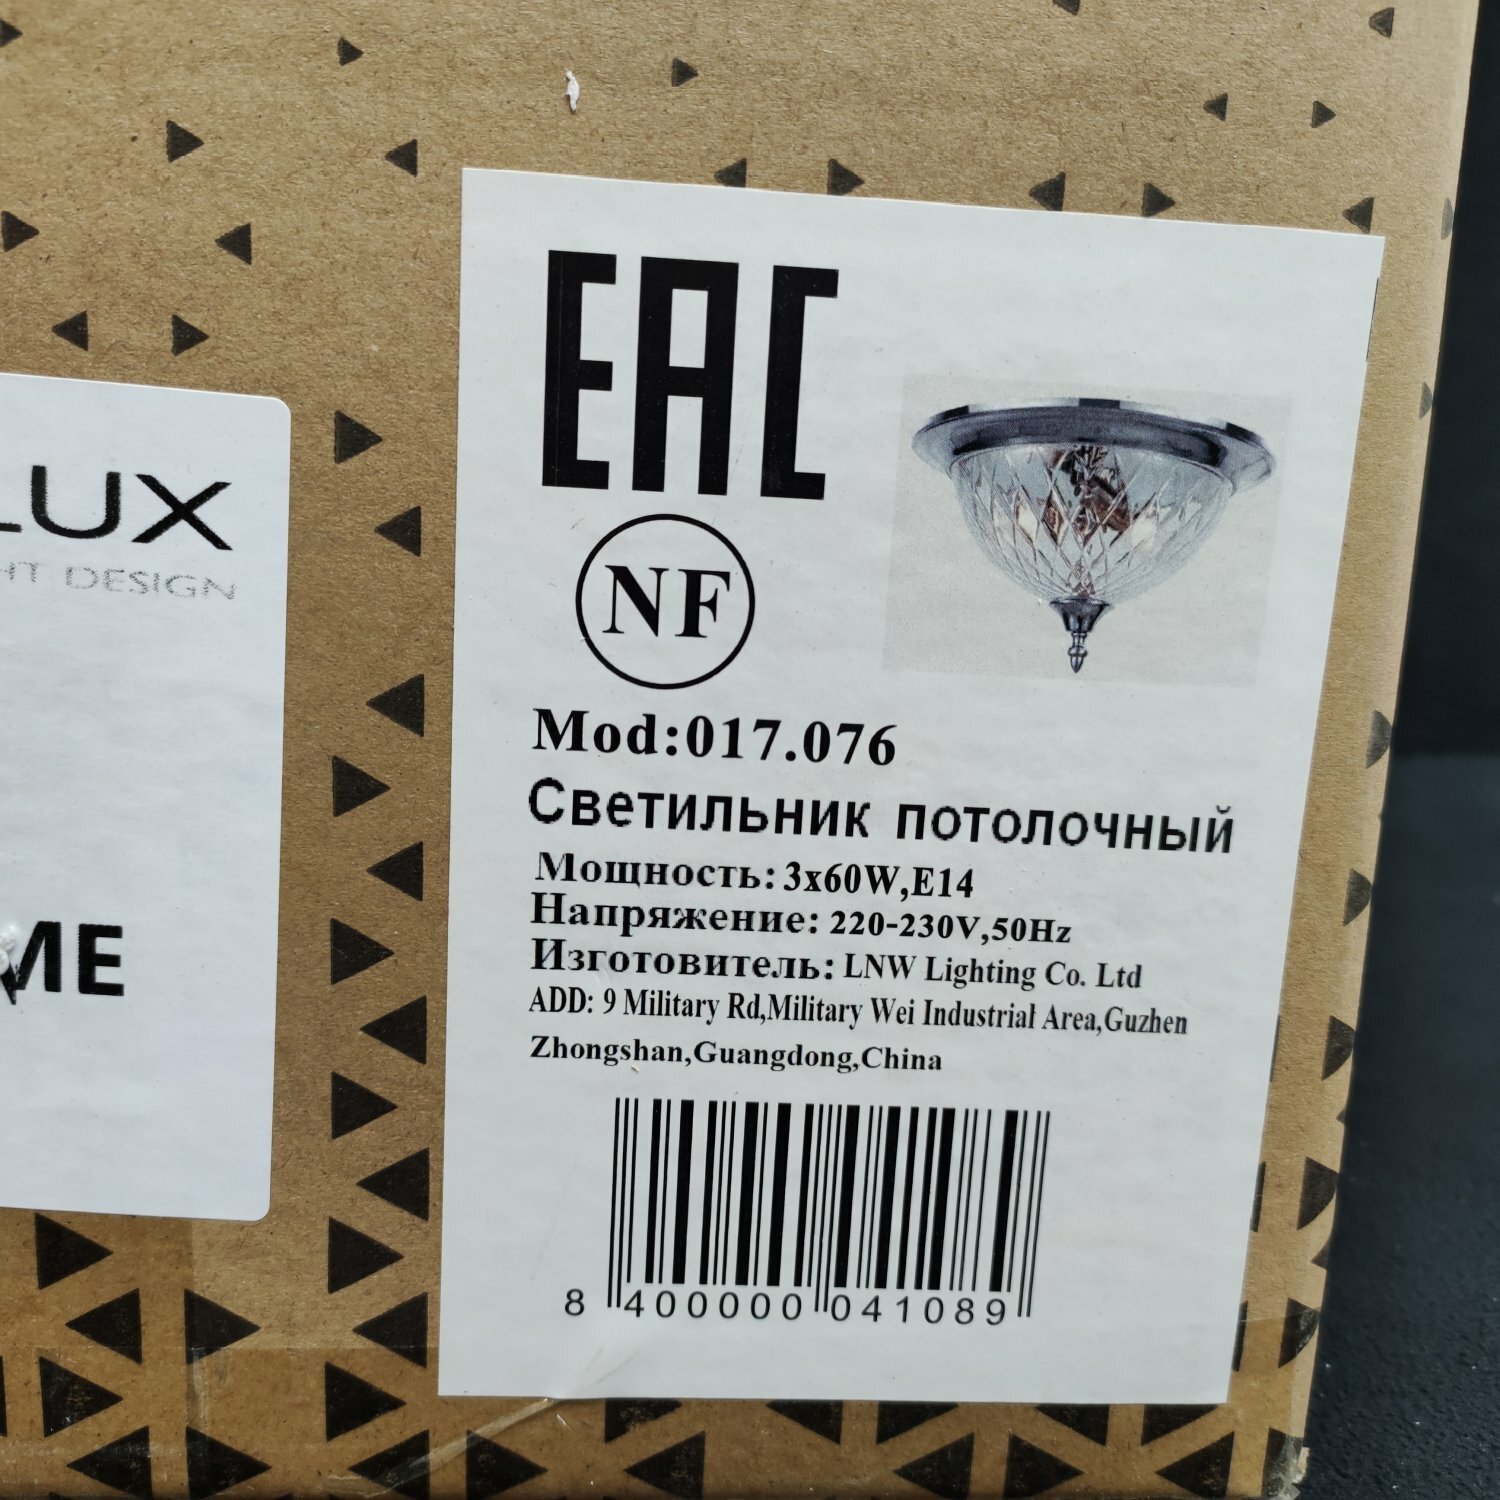 LUX
HT DESIGN
ME
EAC
NF
Mod:017.076
Светильник потолочный
Мощность: 3x60W,E14
Напряжение: 220-230V,50Hz
Изготовитель: LNW Lighting Co. Ltd
ADD: 9 Military Rd,Military Wei Industrial Area,Guzhen
Zhongshan,Guangdong,China
8 400000 041089